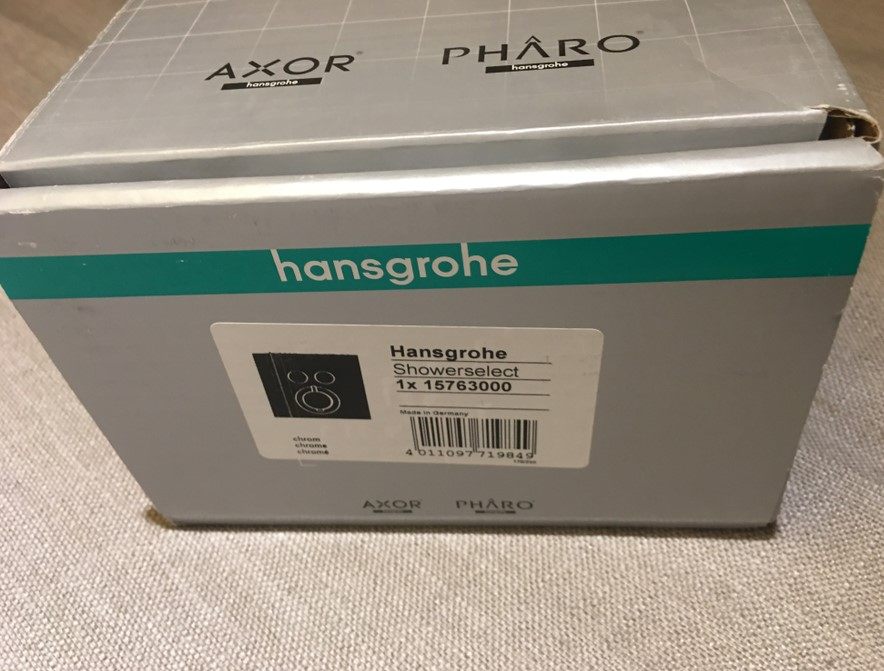 AXOR®
hansgrohe
PHÂRO®
hansgrohe
hansgrohe
Hansgrohe
Showerselect
1x 15763000
Made in Germany
chrom
chrome
chromé
4 011097 719849
AXOR
PHÂRO